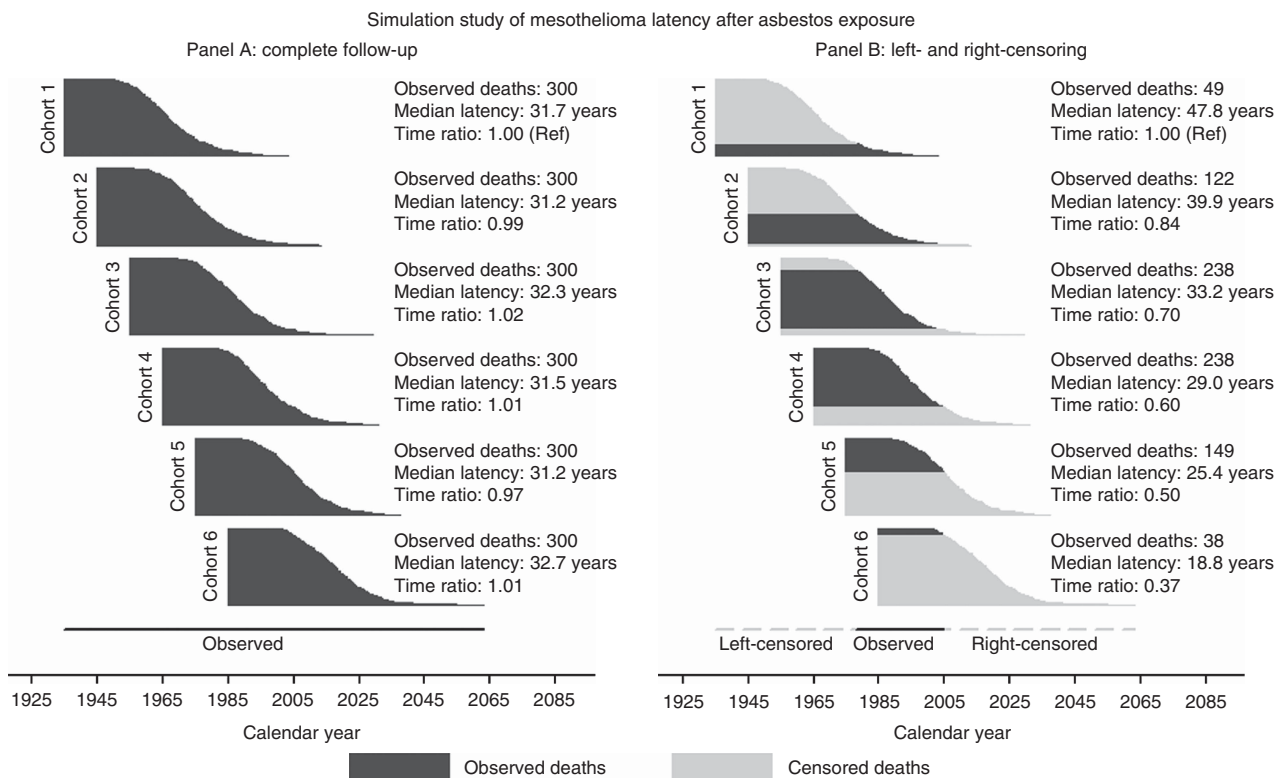 Simulation study of mesothelioma latency after asbestos exposure
Panel A: complete follow-up
Cohort 1
Observed deaths: 300
Median latency: 31.7 years
Time ratio: 1.00 (Ref)
Cohort 2
Observed deaths: 300
Median latency: 31.2 years
Time ratio: 0.99
Cohort 3
Observed deaths: 300
Median latency: 32.3 years
Time ratio: 1.02
Cohort 4
Observed deaths: 300
Median latency: 31.5 years
Time ratio: 1.01
Cohort 5
Observed deaths: 300
Median latency: 31.2 years
Time ratio: 0.97
Cohort 6
Observed deaths: 300
Median latency: 32.7 years
Time ratio: 1.01
Observed
1925 1945 1965 1985 2005 2025 2045 2065 2085
Calendar year
Panel B: left- and right-censoring
Cohort 1
Observed deaths: 49
Median latency: 47.8 years
Time ratio: 1.00 (Ref)
Cohort 2
Observed deaths: 122
Median latency: 39.9 years
Time ratio: 0.84
Cohort 3
Observed deaths: 238
Median latency: 33.2 years
Time ratio: 0.70
Cohort 4
Observed deaths: 238
Median latency: 29.0 years
Time ratio: 0.60
Cohort 5
Observed deaths: 149
Median latency: 25.4 years
Time ratio: 0.50
Cohort 6
Observed deaths: 38
Median latency: 18.8 years
Time ratio: 0.37
Left-censored Observed Right-censored
1925 1945 1965 1985 2005 2025 2045 2065 2085
Calendar year
Observed deaths
Censored deaths